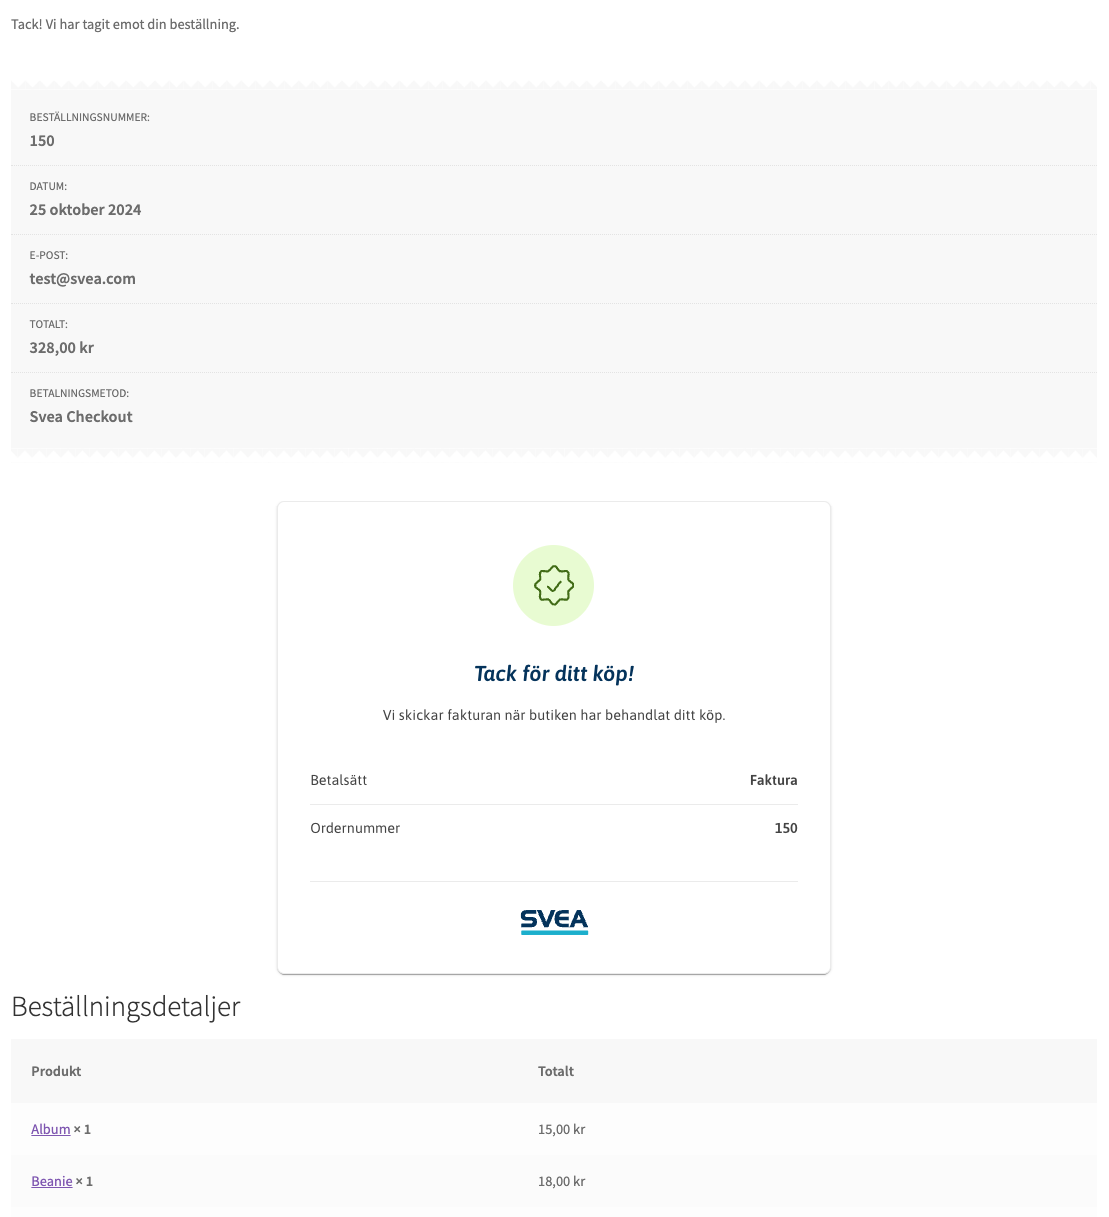 Tack! Vi har tagit emot din beställning.
BESTÄLLNINGSNUMMER:
150
DATUM:
25 oktober 2024
E-POST:
test@svea.com
TOTALT:
328,00 kr
BETALNINGSMETOD:
Svea Checkout
Tack för ditt köp!
Vi skickar fakturan när butiken har behandlat ditt köp.
Betalsätt Faktura
Ordernummer 150
SVEA
Beställningsdetaljer
Produkt Totalt
Album × 1 15,00 kr
Beanie × 1 18,00 kr